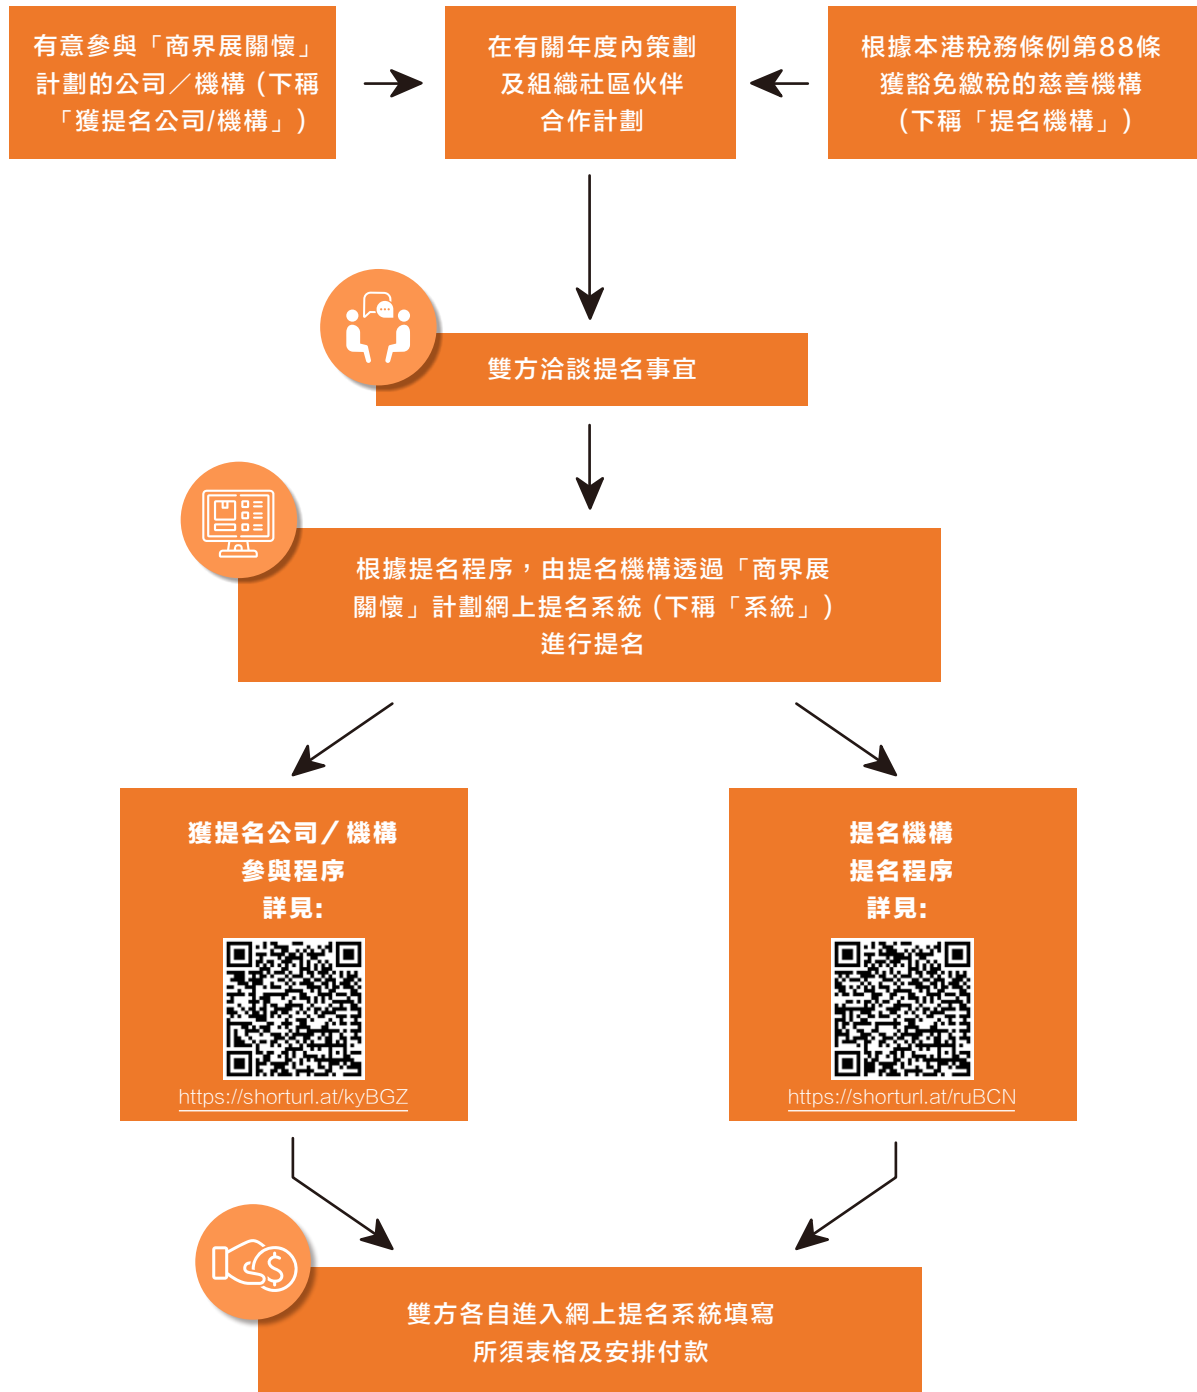 有意參與「商界展關懷」
計劃的公司／機構 (下稱
「獲提名公司/機構」)
在有關年度內策劃
及組織社區伙伴
合作計劃
根據本港稅務條例第88條
獲豁免繳稅的慈善機構
(下稱「提名機構」)
雙方洽談提名事宜
根據提名程序，由提名機構透過「商界展
關懷」計劃網上提名系統 (下稱「系統」)
進行提名
獲提名公司／機構
參與程序
詳見:
https://shorturl.at/kyBGZ
提名機構
提名程序
詳見:
https://shorturl.at/ruBCN
雙方各自進入網上提名系統填寫
所須表格及安排付款